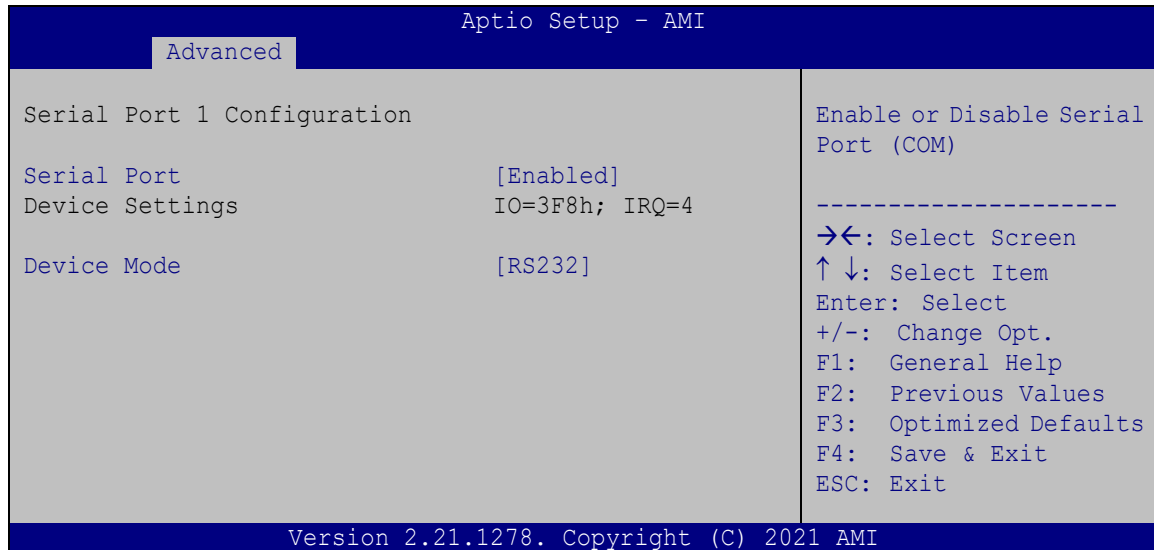 Aptio Setup – AMI
Advanced
Serial Port 1 Configuration
Serial Port [Enabled]
Device Settings IO=3F8h; IRQ=4
Device Mode [RS232]
Enable or Disable Serial
Port (COM)
---------------------
→←: Select Screen
↑ ↓: Select Item
Enter: Select
+/-: Change Opt.
F1: General Help
F2: Previous Values
F3: Optimized Defaults
F4: Save & Exit
ESC: Exit
Version 2.21.1278. Copyright (C) 2021 AMI